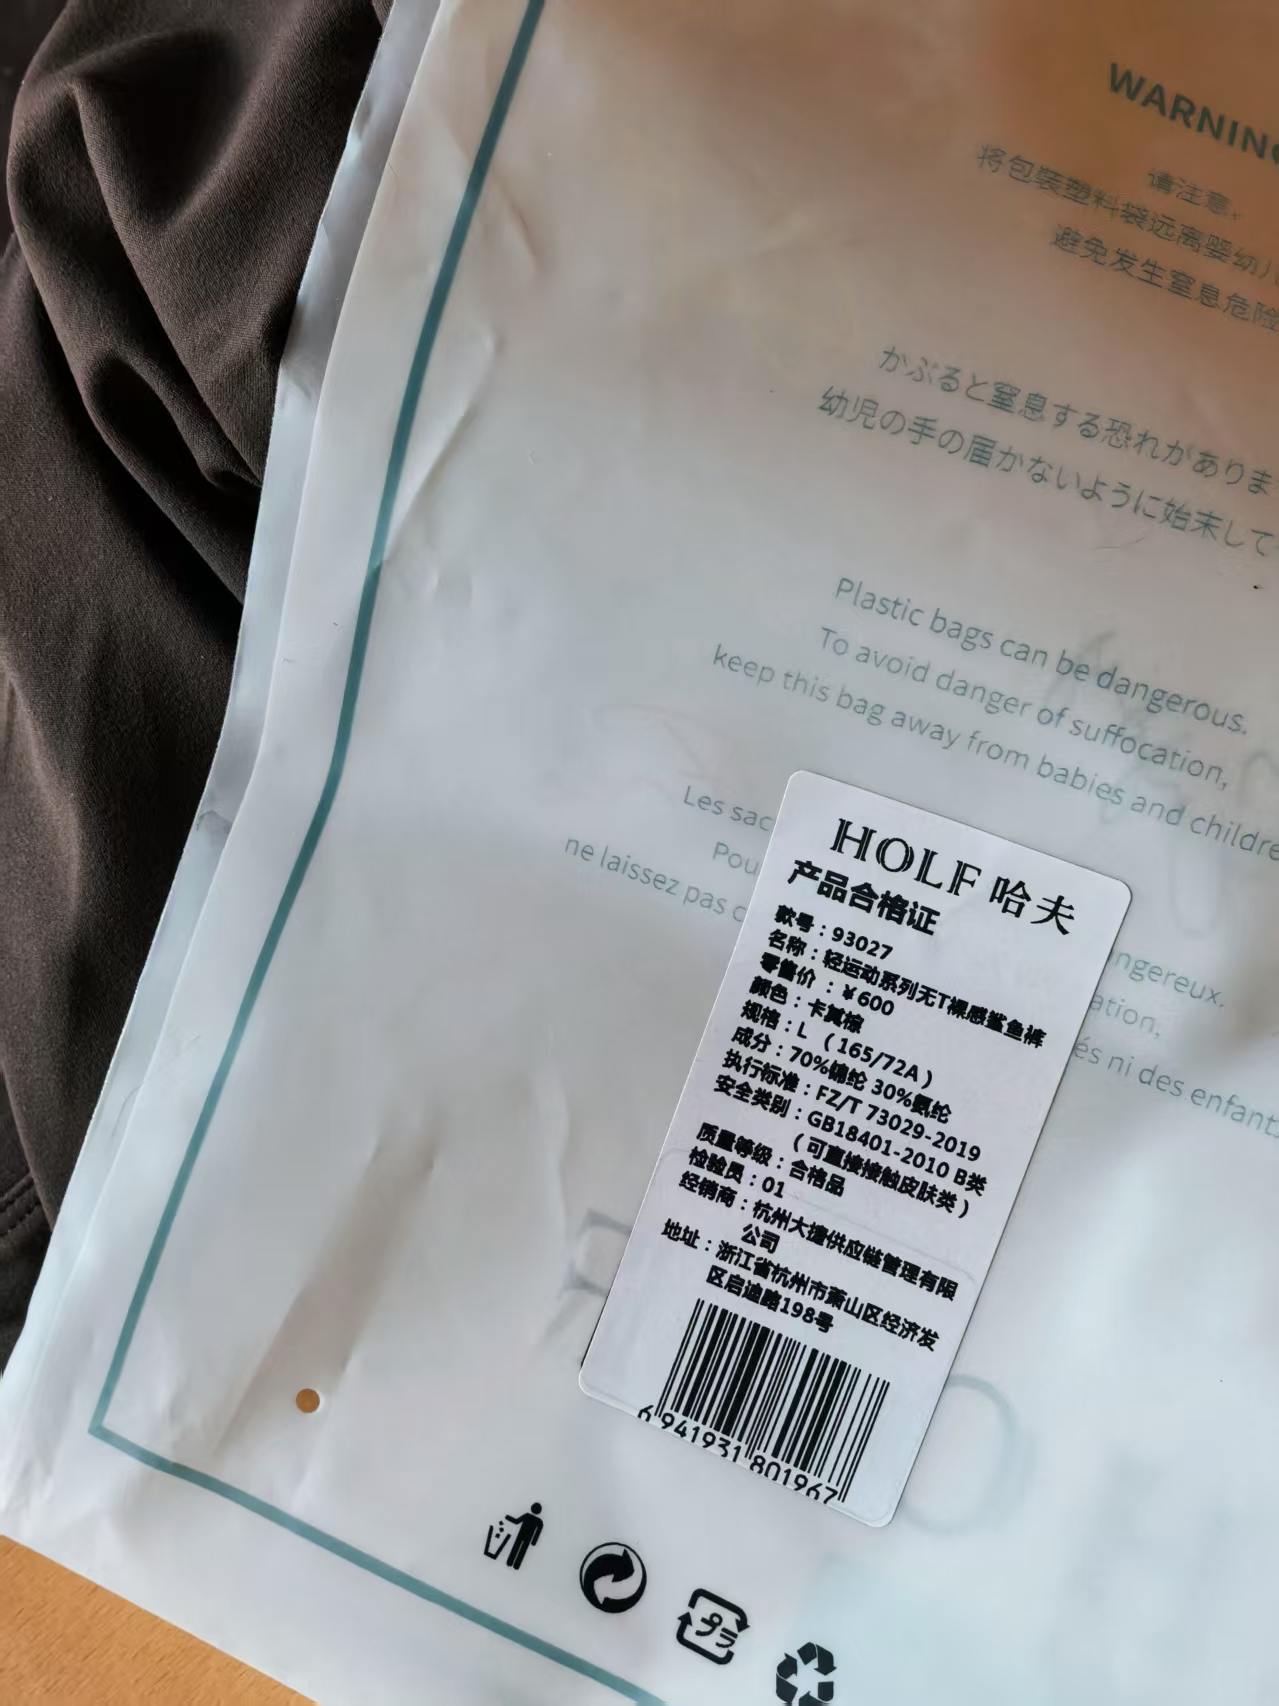 WARNING
请注意,
将包装塑料袋远离婴幼儿
避免发生窒息危险
かぶると窒息する恐れがありま
幼児の手の届かないように始末して
Plastic bags can be dangerous.
To avoid danger of suffocation,
keep this bag away from babies and childre
Les sac
Pou
ne laissez pas
ngereux.
ation,
és ni des enfant
HOLF 哈夫
产品合格证
款号：93027
名称：轻运动系列无T裸感鲨鱼裤
零售价：¥600
颜色：卡其棕
规格：L （165/72A）
成分：70%锦纶 30%氨纶
执行标准：FZ/T 73029-2019
安全类别：GB18401-2010 B类
（可直接接触皮肤类）
质量等级：合格品
检验员：01
经销商：杭州大捷供应链管理有限
公司
地址：浙江省杭州市萧山区经济开发
区启迪路198号
6 941931 801967
プラ